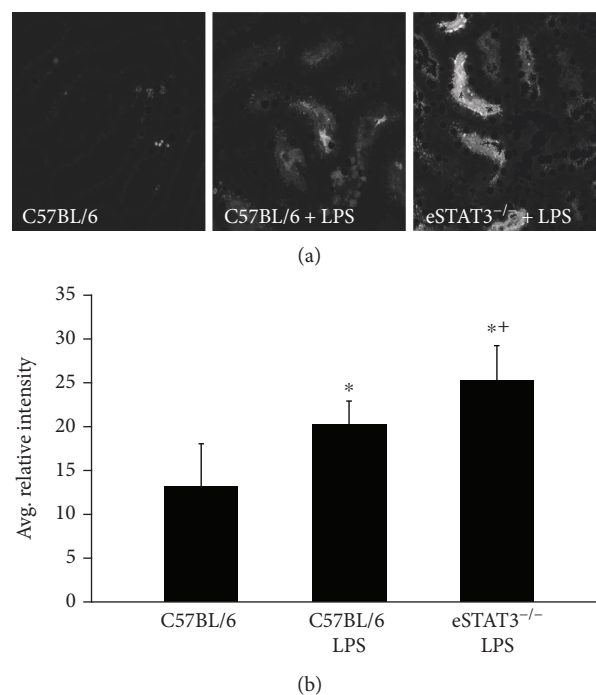 C57BL/6
C57BL/6 + LPS
eSTAT3⁻/⁻ + LPS
(a)
35
30
25
20
15
10
5
0
Avg. relative intensity
*
*+
C57BL/6
C57BL/6
LPS
eSTAT3⁻/⁻
LPS
(b)